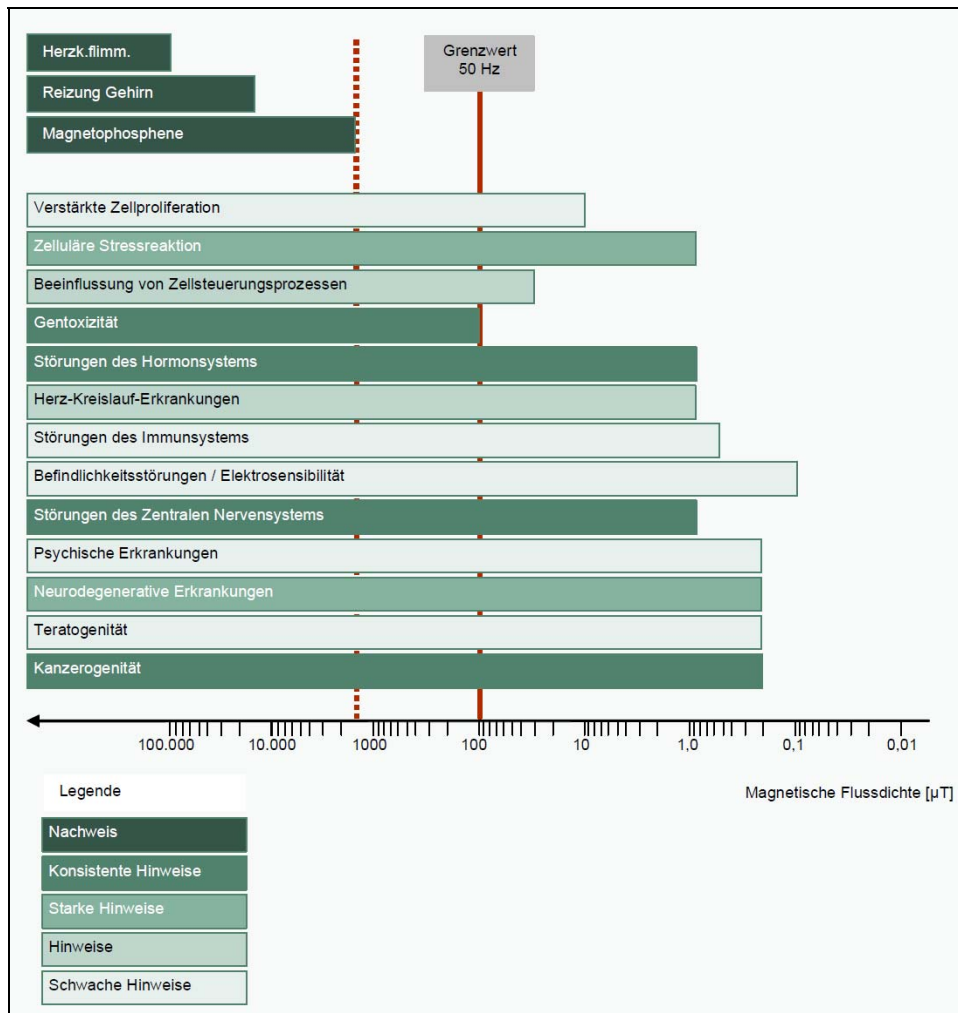 Herzk.flimm.
Grenzwert
50 Hz
Reizung Gehirn
Magnetophosphene
Verstärkte Zellproliferation
Zelluläre Stressreaktion
Beeinflussung von Zellsteuerungsprozessen
Gentoxizität
Störungen des Hormonsystems
Herz-Kreislauf-Erkrankungen
Störungen des Immunsystems
Befindlichkeitsstörungen / Elektrosensibilität
Störungen des Zentralen Nervensystems
Psychische Erkrankungen
Neurodegenerative Erkrankungen
Teratogenität
Kanzerogenität
100.000 10.000 1000 100 10 1,0 0,1 0,01
Magnetische Flussdichte [µT]
Legende
Nachweis
Konsistente Hinweise
Starke Hinweise
Hinweise
Schwache Hinweise